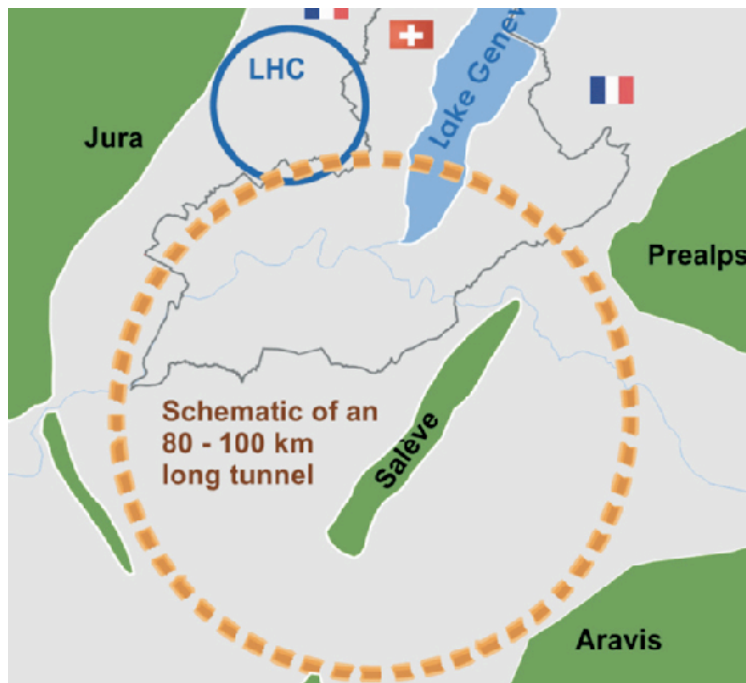 LHC
Lake Genev
Jura
Prealps
Schematic of an
80 - 100 km
long tunnel
Salève
Aravis